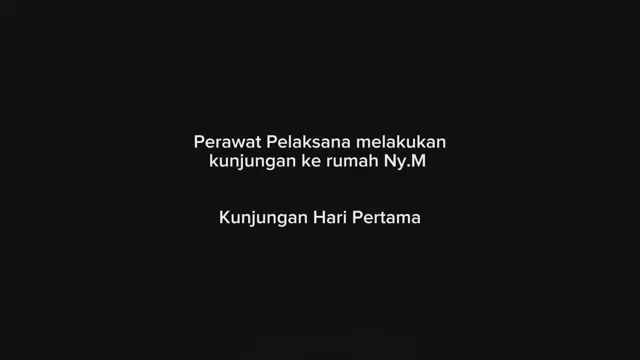 Perawat Pelaksana melakukan
kunjungan ke rumah Ny.M
Kunjungan Hari Pertama